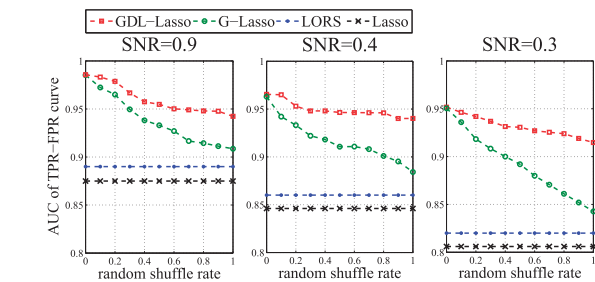 GDL−Lasso G−Lasso LORS Lasso
SNR=0.9 SNR=0.4 SNR=0.3
AUC of TPR−FPR curve
1 1 1
0.95 0.95 0.95
0.9 0.9 0.9
0.85 0.85 0.85
0.8 0.8 0.8
0 0.2 0.4 0.6 0.8 1 0 0.2 0.4 0.6 0.8 1 0 0.2 0.4 0.6 0.8 1
random shuffle rate random shuffle rate random shuffle rate